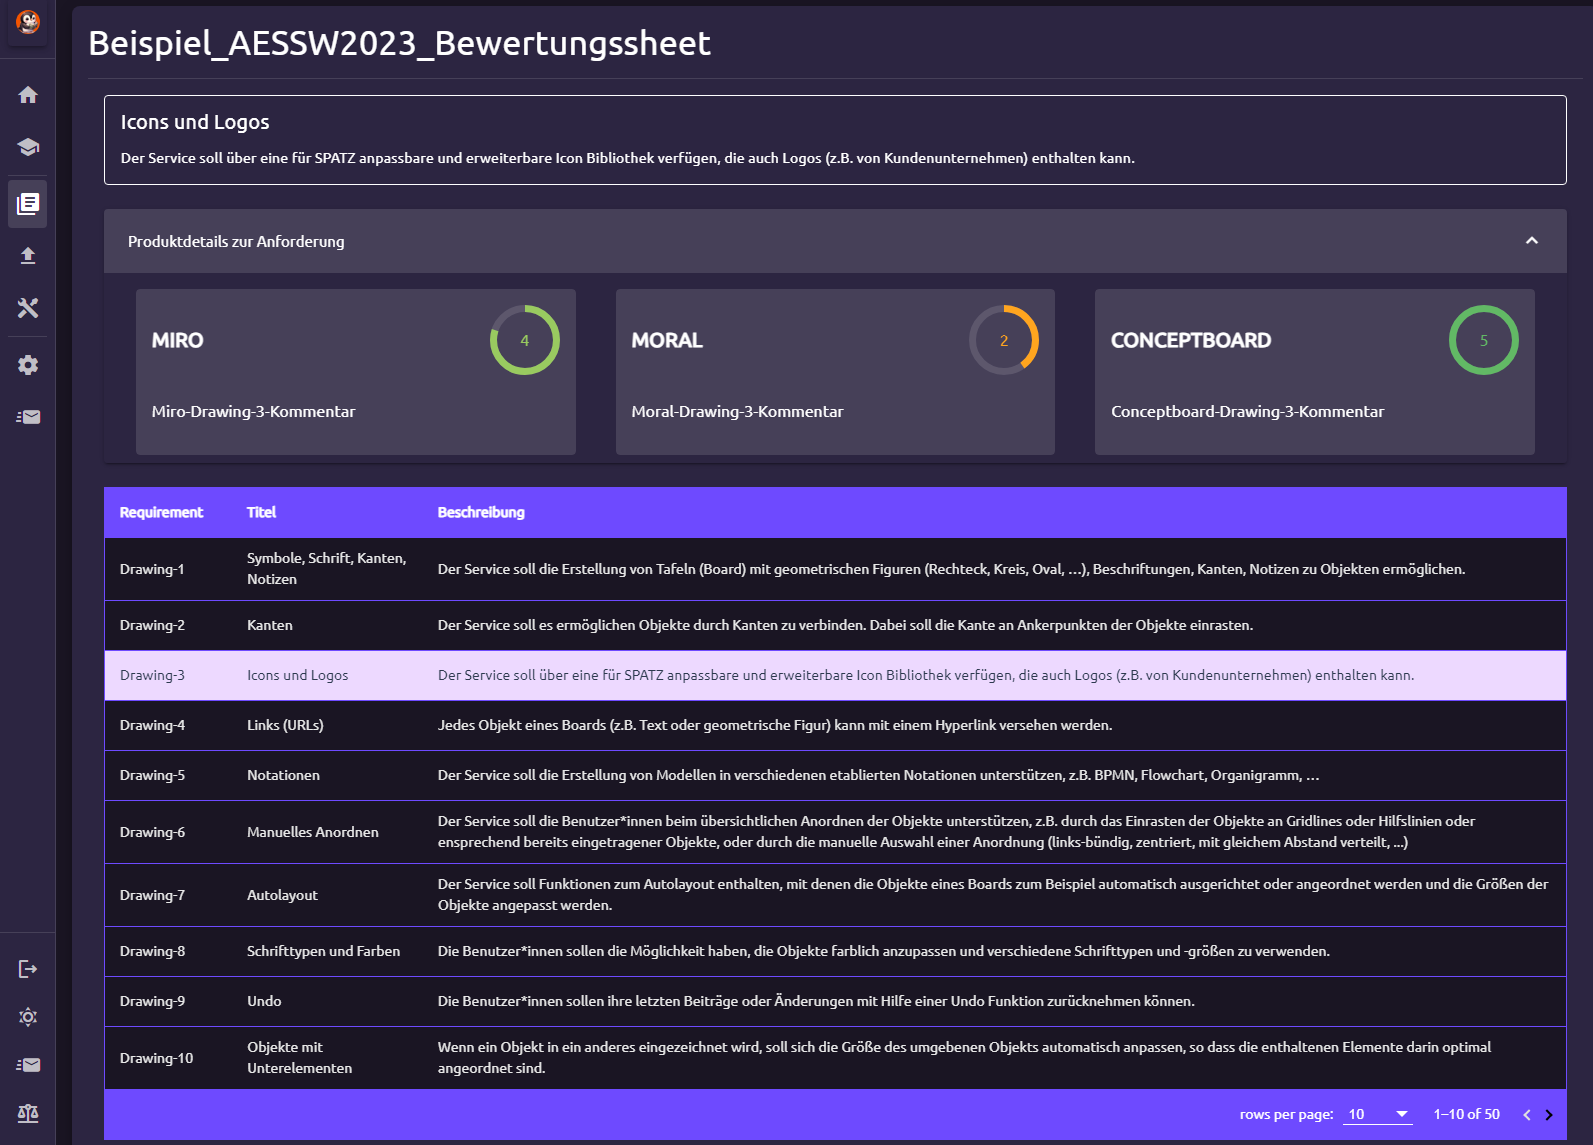 Beispiel_AESSW2023_Bewertungssheet
Icons und Logos
Der Service soll über eine für SPATZ anpassbare und erweiterbare Icon Bibliothek verfügen, die auch Logos (z.B. von Kundenunternehmen) enthalten kann.
Produktdetails zur Anforderung
MIRO
4
Miro-Drawing-3-Kommentar
MORAL
2
Moral-Drawing-3-Kommentar
CONCEPTBOARD
5
Conceptboard-Drawing-3-Kommentar
Requirement Titel Beschreibung
Drawing-1
Symbole, Schrift, Kanten,
Notizen
Der Service soll die Erstellung von Tafeln (Board) mit geometrischen Figuren (Rechteck, Kreis, Oval, ...), Beschriftungen, Kanten, Notizen zu Objekten ermöglichen.
Drawing-2 Kanten Der Service soll es ermöglichen Objekte durch Kanten zu verbinden. Dabei soll die Kante an Ankerpunkten der Objekte einrasten.
Drawing-3 Icons und Logos Der Service soll über eine für SPATZ anpassbare und erweiterbare Icon Bibliothek verfügen, die auch Logos (z.B. von Kundenunternehmen) enthalten kann.
Drawing-4 Links (URLs) Jedes Objekt eines Boards (z.B. Text oder geometrische Figur) kann mit einem Hyperlink versehen werden.
Drawing-5 Notationen Der Service soll die Erstellung von Modellen in verschiedenen etablierten Notationen unterstützen, z.B. BPMN, Flowchart, Organigramm, ...
Drawing-6 Manuelles Anordnen
Der Service soll die Benutzer*innen beim übersichtlichen Anordnen der Objekte unterstützen, z.B. durch das Einrasten der Objekte an Gridlines oder Hilfslinien oder
ensprechend bereits eingetragener Objekte, oder durch die manuelle Auswahl einer Anordnung (links-bündig, zentriert, mit gleichem Abstand verteilt, ...)
Drawing-7 Autolayout
Der Service soll Funktionen zum Autolayout enthalten, mit denen die Objekte eines Boards zum Beispiel automatisch ausgerichtet oder angeordnet werden und die Größen der
Objekte angepasst werden.
Drawing-8 Schrifttypen und Farben Die Benutzer*innen sollen die Möglichkeit haben, die Objekte farblich anzupassen und verschiedene Schrifttypen und -größen zu verwenden.
Drawing-9 Undo Die Benutzer*innen sollen ihre letzten Beiträge oder Änderungen mit Hilfe einer Undo Funktion zurücknehmen können.
Drawing-10
Objekte mit
Unterelementen
Wenn ein Objekt in ein anderes eingezeichnet wird, soll sich die Größe des umgebenen Objekts automatisch anpassen, so dass die enthaltenen Elemente darin optimal
angeordnet sind.
rows per page: 10 1–10 of 50